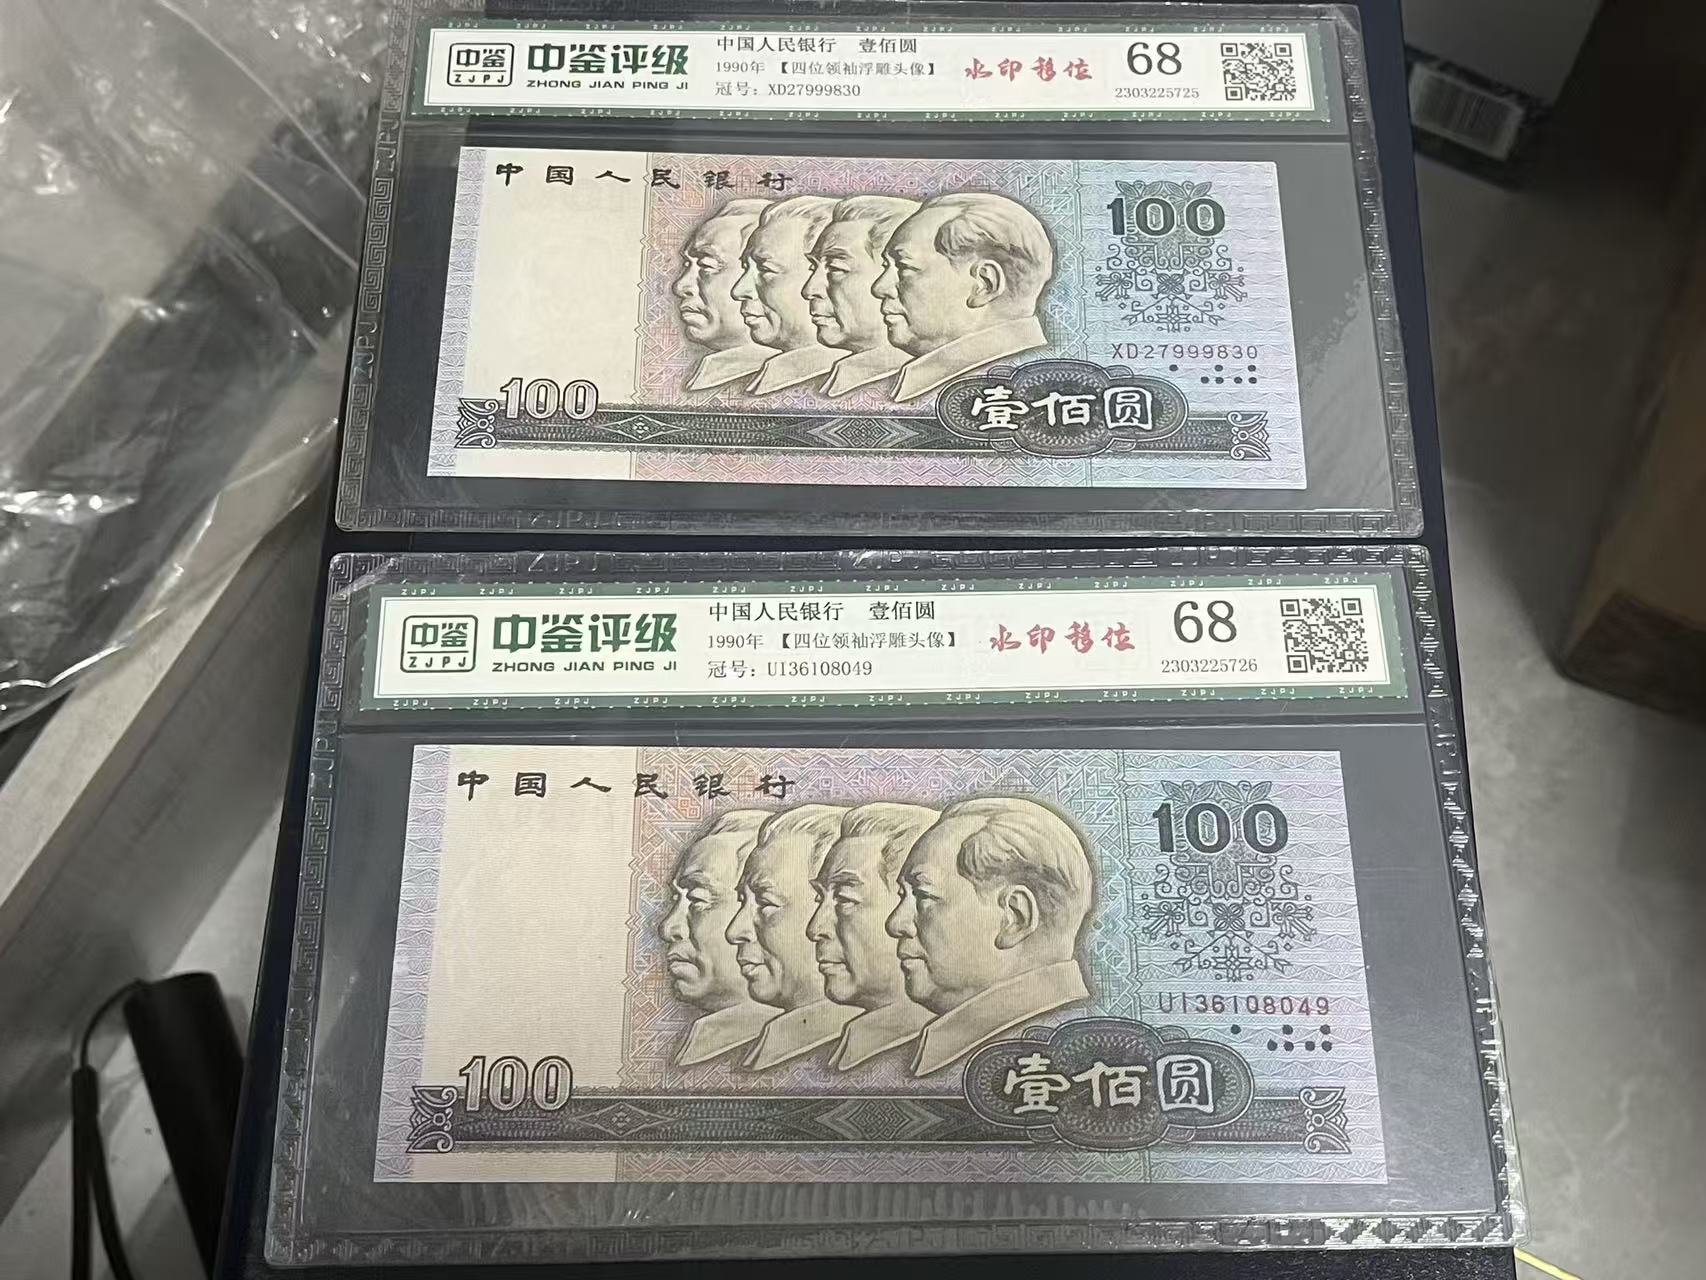 中鉴
ZJPJ
中鉴评级
ZHONG JIAN PING JI
中国人民银行 壹佰圆
1990年 【四位领袖浮雕头像】
冠号：XD27999830
水印移位
68
2303225725
中国人民银行
100
XD27999830
100
壹佰圆
ZJPJ
中鉴
ZJPJ
中鉴评级
ZHONG JIAN PING JI
中国人民银行 壹佰圆
1990年 【四位领袖浮雕头像】
冠号：UI36108049
水印移位
68
2303225726
中国人民银行
100
UI36108049
100
壹佰圆